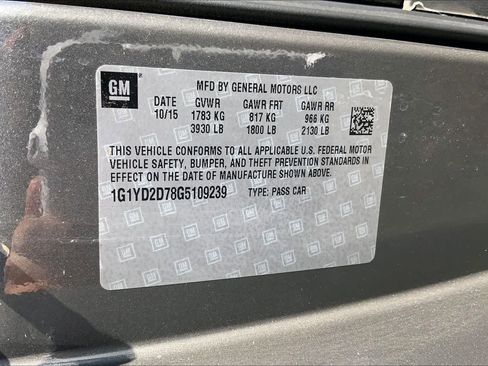 GM
MFD BY GENERAL MOTORS LLC
DATE GVWR GAWR FRT GAWR RR
10/15 1783 KG 817 KG 966 KG
3930 LB 1800 LB 2130 LB
THIS VEHICLE CONFORMS TO ALL APPLICABLE U.S. FEDERAL MOTOR
VEHICLE SAFETY, BUMPER, AND THEFT PREVENTION STANDARDS IN
EFFECT ON THE DATE OF MANUFACTURE SHOWN ABOVE.
1G1YD2D78G5109239 TYPE: PASS CAR